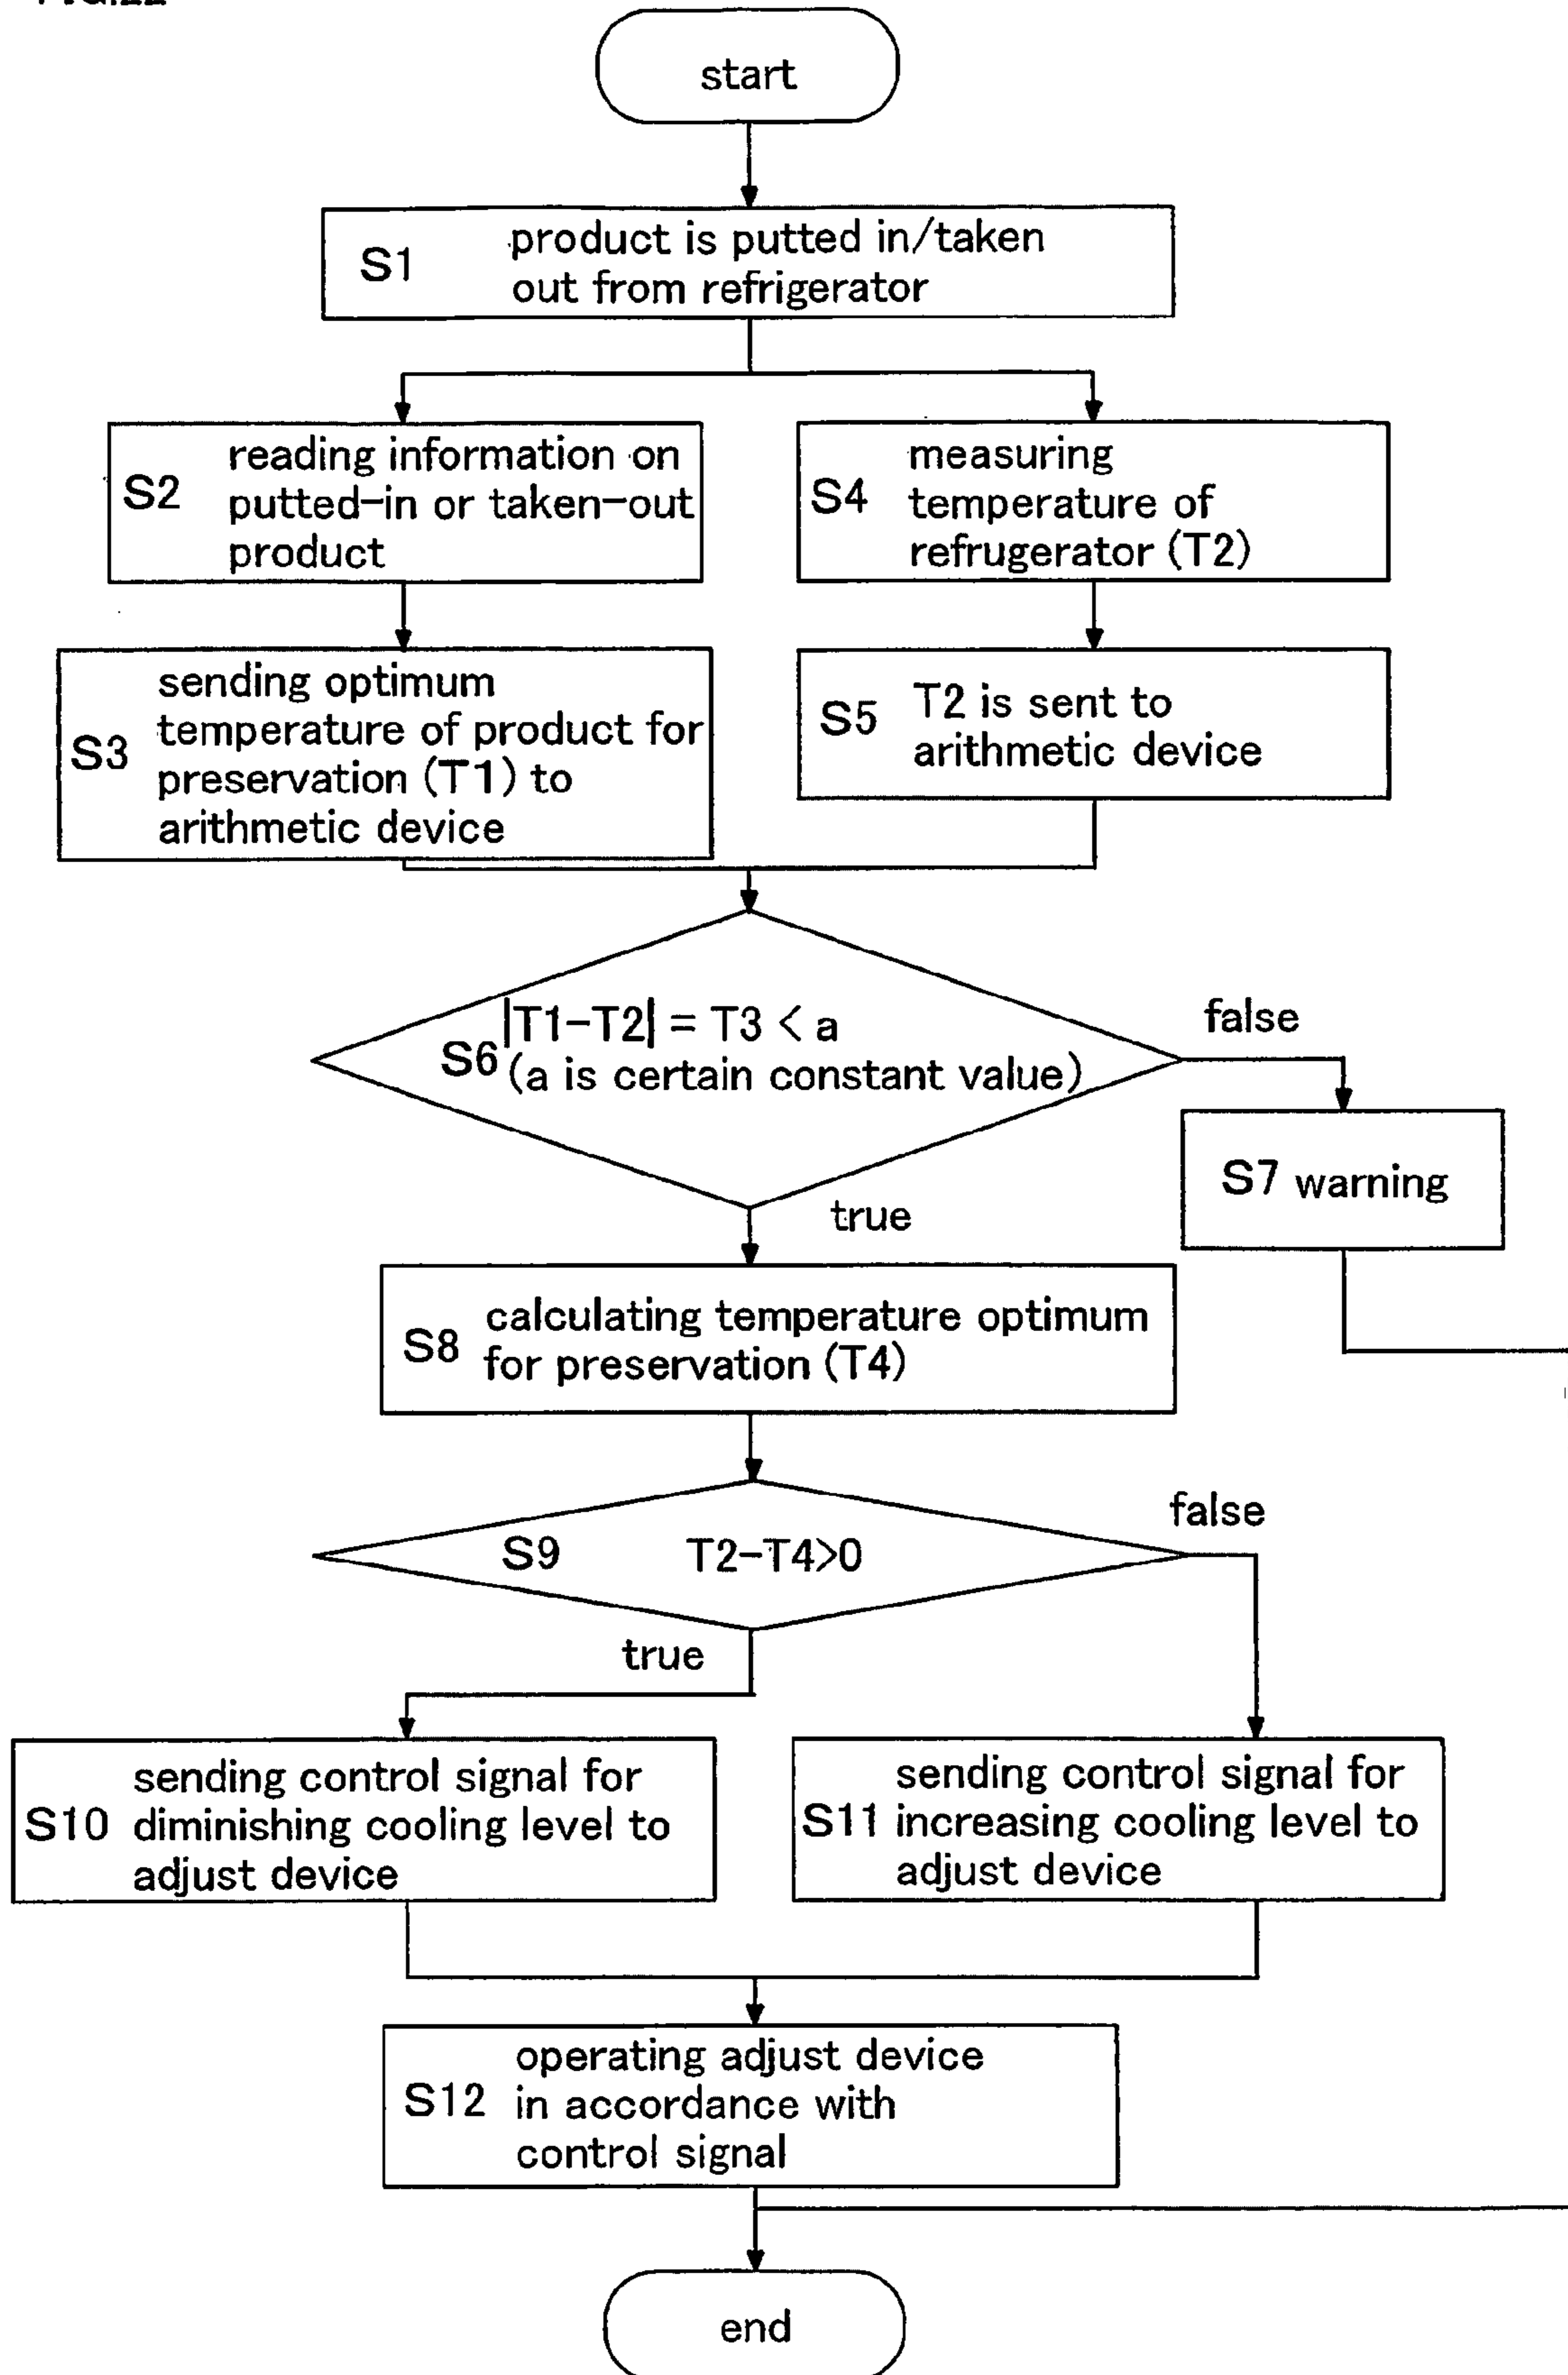 start
S1
product is putted in/taken
out from refrigerator
S2
reading information on
putted-in or taken-out
product
S4
measuring
temperature of
refrugerator (T2)
S3
sending optimum
temperature of product for
preservation (T1) to
arithmetic device
S5
T2 is sent to
arithmetic device
S6
|T1-T2| = T3 < a
(a is certain constant value)
false
S7 warning
true
S8
calculating temperature optimum
for preservation (T4)
S9 T2-T4>0
false
true
S10
sending control signal for
diminishing cooling level to
adjust device
S11
sending control signal for
increasing cooling level to
adjust device
S12
operating adjust device
in accordance with
control signal
end